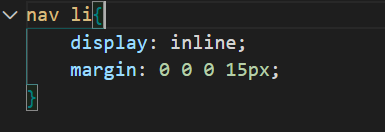 nav li{
display: inline;
margin: 0 0 0 15px;
}